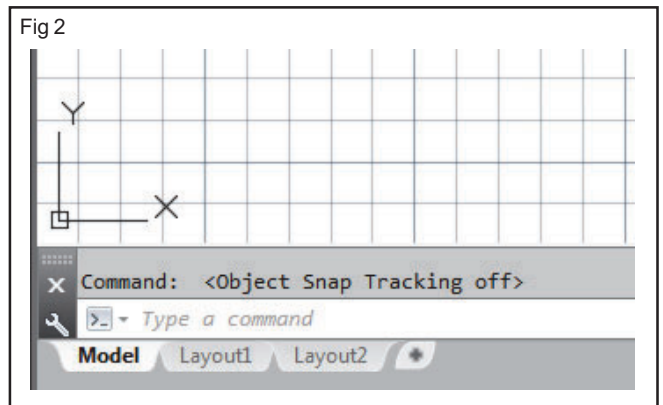 Fig 2
Y
X
Command: <Object Snap Tracking off>
Type a command
Model Layout1 Layout2